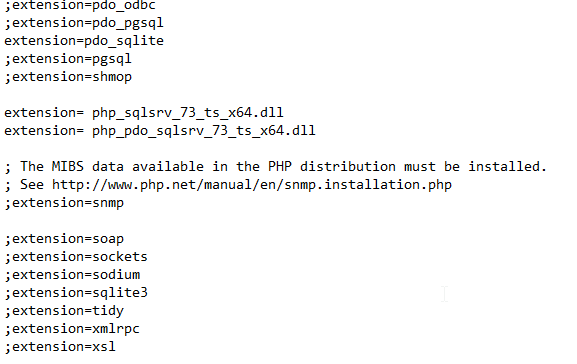 ;extension=pdo_odbc
;extension=pdo_pgsql
extension=pdo_sqlite
;extension=pgsql
;extension=shmop
extension= php_sqlsrv_73_ts_x64.dll
extension= php_pdo_sqlsrv_73_ts_x64.dll
; The MIBS data available in the PHP distribution must be installed.
; See http://www.php.net/manual/en/snmp.installation.php
;extension=snmp
;extension=soap
;extension=sockets
;extension=sodium
;extension=sqlite3
;extension=tidy
;extension=xmlrpc
;extension=xsl